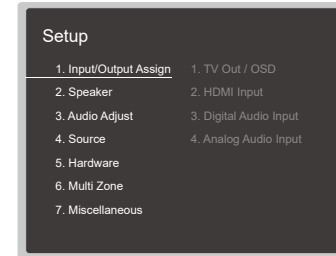 Setup
1. Input/Output Assign
2. Speaker
3. Audio Adjust
4. Source
5. Hardware
6. Multi Zone
7. Miscellaneous
1. TV Out / OSD
2. HDMI Input
3. Digital Audio Input
4. Analog Audio Input